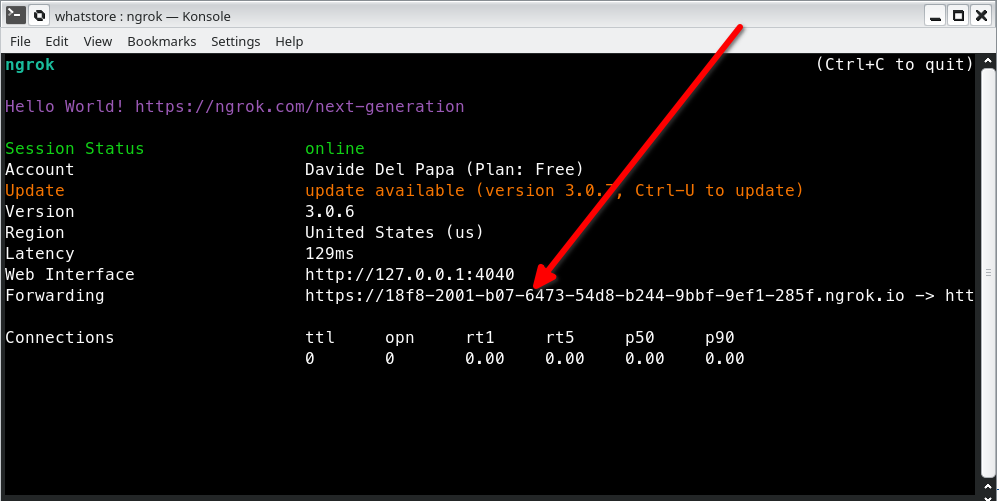 whatstore : ngrok — Konsole
File Edit View Bookmarks Settings Help
ngrok (Ctrl+C to quit)
Hello World! https://ngrok.com/next-generation
Session Status online
Account Davide Del Papa (Plan: Free)
Update update available (version 3.0.7, Ctrl-U to update)
Version 3.0.6
Region United States (us)
Latency 129ms
Web Interface http://127.0.0.1:4040
Forwarding https://18f8-2001-b07-6473-54d8-b244-9bbf-9ef1-285f.ngrok.io -> htt
Connections ttl opn rt1 rt5 p50 p90
0 0 0.00 0.00 0.00 0.00